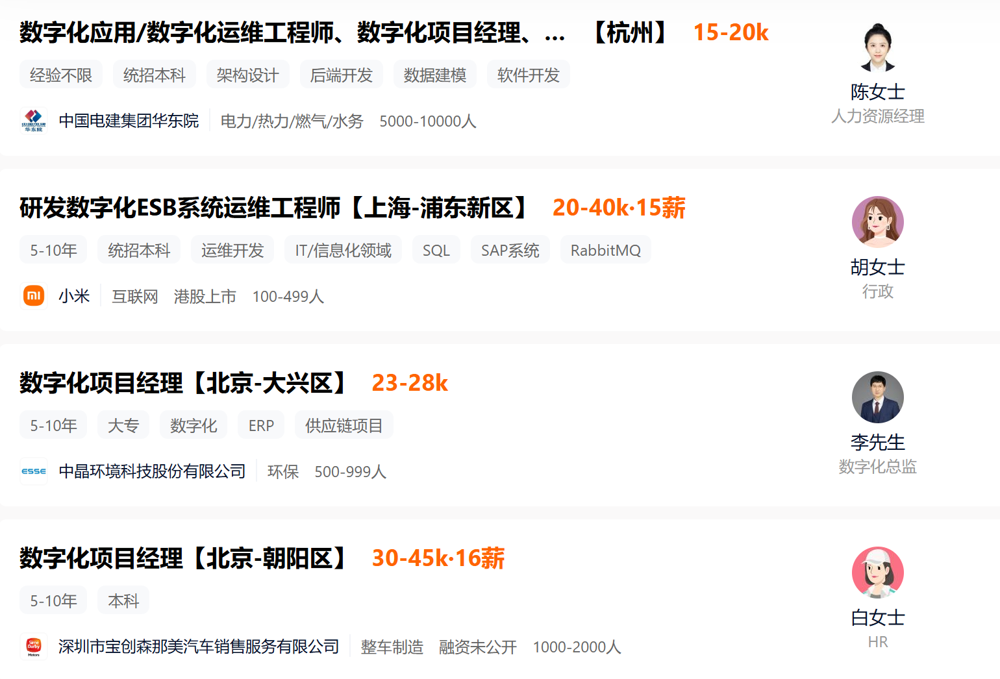 数字化应用/数字化运维工程师、数字化项目经理、... 【杭州】 15-20k
经验不限 统招本科 架构设计 后端开发 数据建模 软件开发
华东院 中国电建集团华东院 电力/热力/燃气/水务 5000-10000人
陈女士
人力资源经理
研发数字化ESB系统运维工程师【上海-浦东新区】 20-40k·15薪
5-10年 统招本科 运维开发 IT/信息化领域 SQL SAP系统 RabbitMQ
mi 小米 互联网 港股上市 100-499人
胡女士
行政
数字化项目经理【北京-大兴区】 23-28k
5-10年 大专 数字化 ERP 供应链项目
ESSE 中晶环境科技股份有限公司 环保 500-999人
李先生
数字化总监
数字化项目经理【北京-朝阳区】 30-45k·16薪
5-10年 本科
Sime Darby Motors 深圳市宝创森那美汽车销售服务有限公司 整车制造 融资未公开 1000-2000人
白女士
HR